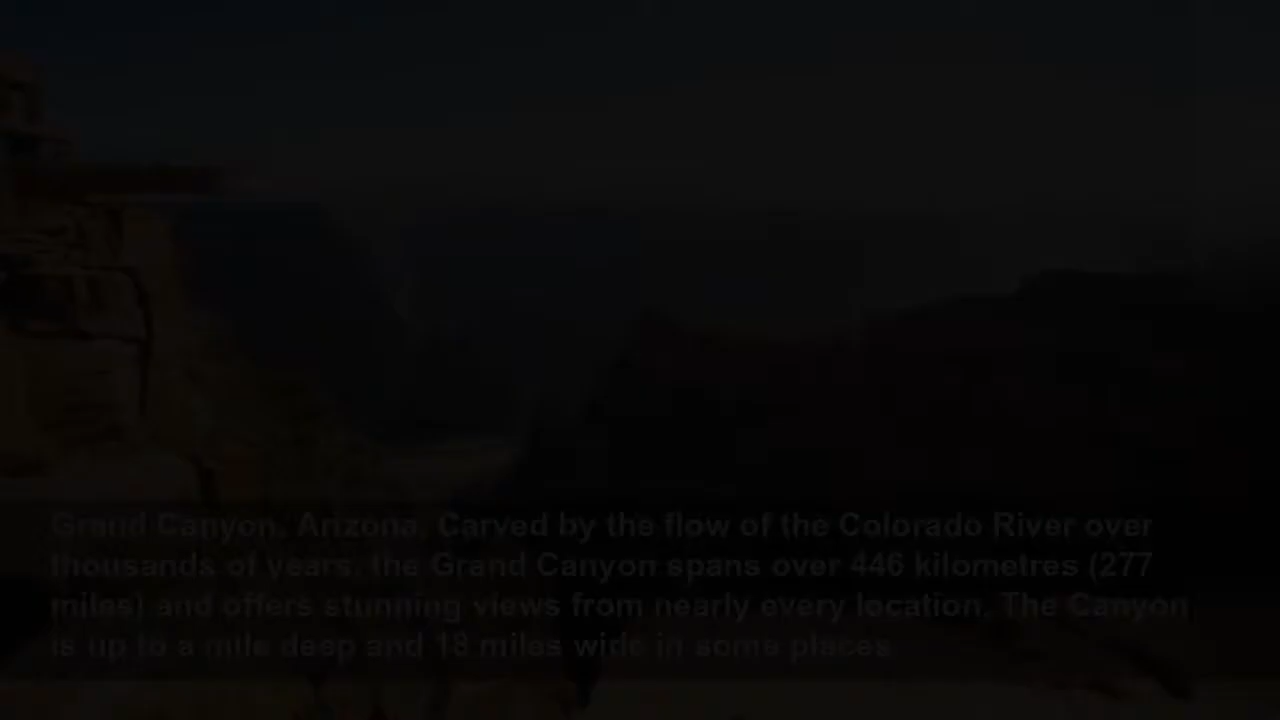 Grand Canyon, Arizona. Carved by the flow of the Colorado River over
thousands of years, the Grand Canyon spans over 446 kilometres (277
miles) and offers stunning views from nearly every location. The Canyon
is up to a mile deep and 18 miles wide in some places.